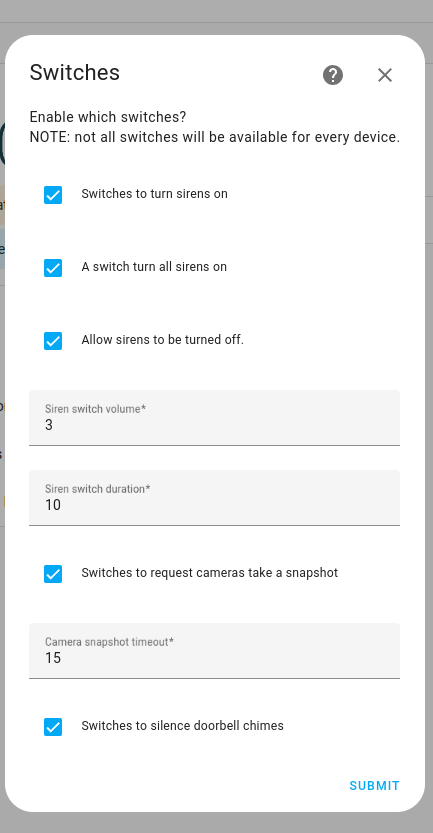 Switches
Enable which switches?
NOTE: not all switches will be available for every device.
Switches to turn sirens on
A switch turn all sirens on
Allow sirens to be turned off.
Siren switch volume*
3
Siren switch duration*
10
Switches to request cameras take a snapshot
Camera snapshot timeout*
15
Switches to silence doorbell chimes
SUBMIT